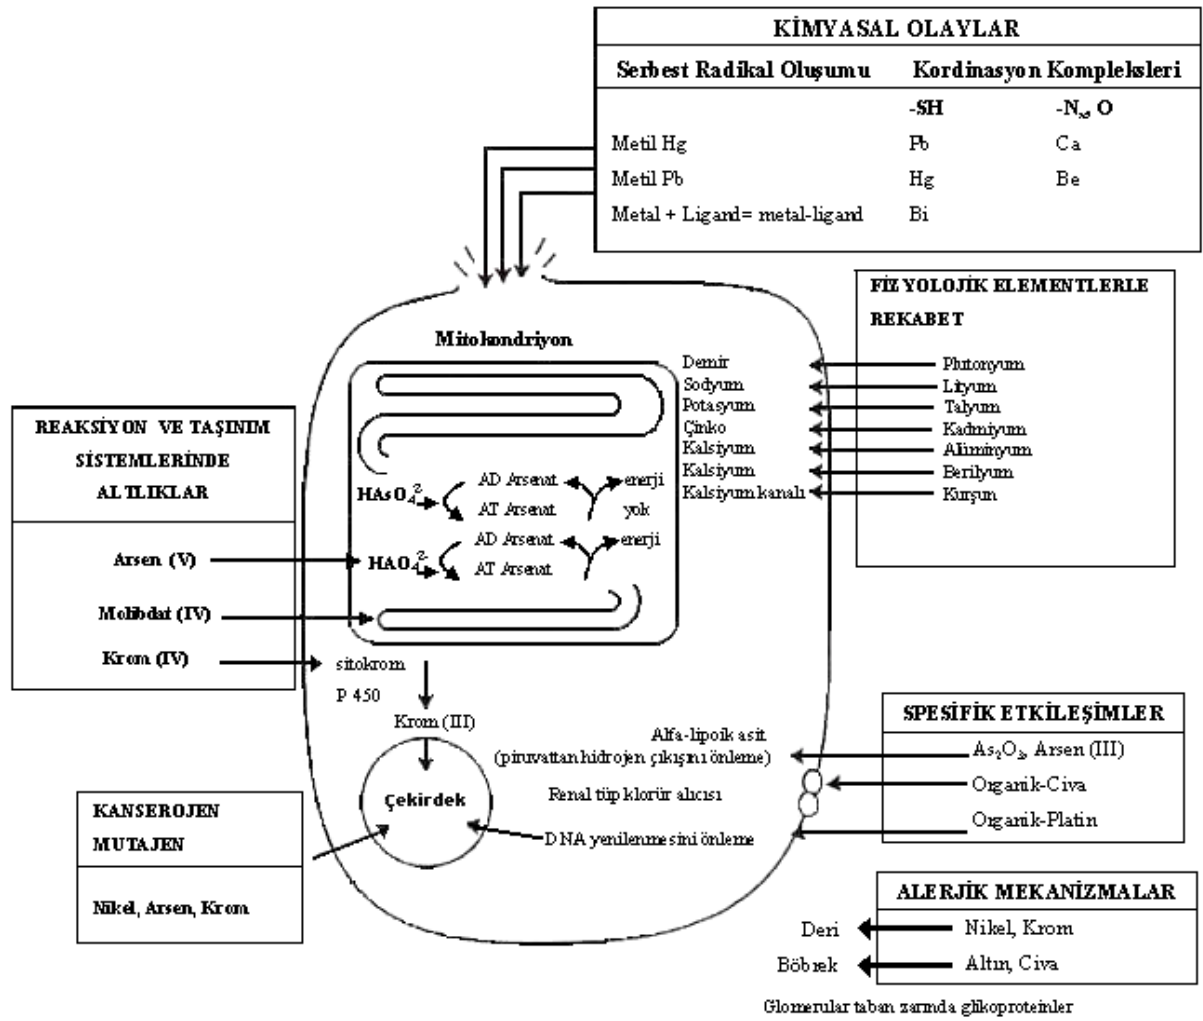 KİMYASAL OLAYLAR
Serbest Radikal Oluşumu Kordinasyon Kompleksleri
-SH -N, O
Metil Hg Pb Ca
Metil Pb Hg Be
Metal + Ligand= metal-ligand Bi
FİZYOLOJİK ELEMENTLERLE
REKABET
Demir Plutonyum
Sodyum Lityum
Potasyum Talyum
Çinko Kadmiyum
Kalsiyum Alüminyum
Kalsiyum Berilyum
Kalsiyum kanalı Kurşun
Mitokondriyon
HAsO₄²⁻
AD Arsenat enerji
AT Arsenat yok
HAO₄²⁻
AD Arsenat enerji
AT Arsenat
REAKSİYON VE TAŞINIM
SİSTEMLERİNDE
ALTLIKLAR
Arsen (V)
Molibdat (IV)
Krom (IV)
sitokrom
P 450
Krom (III)
Çekirdek
KANSEROJEN
MUTAJEN
Nikel, Arsen, Krom
SPESİFİK ETKİLEŞİMLER
As₂O₃, Arsen (III)
Organik-Civa
Organik-Platin
Alfa-lipoik asit
(piruvattan hidrojen çıkışını önleme)
Renal tüp klorür alıcısı
DNA yenilenmesini önleme
ALERJİK MEKANİZMALAR
Deri Nikel, Krom
Böbrek Altın, Civa
Glomerular taban zarında glikoproteinler